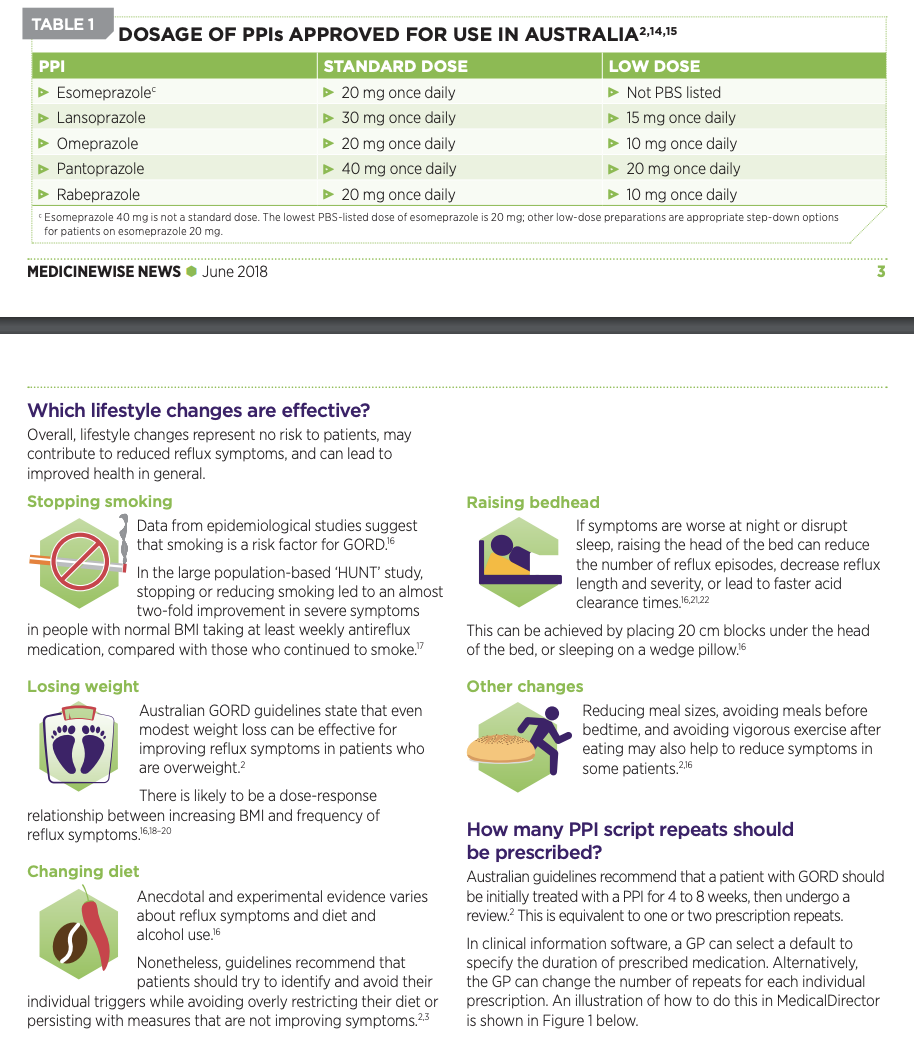 TABLE 1
DOSAGE OF PPIs APPROVED FOR USE IN AUSTRALIA2,14,15
PPI STANDARD DOSE LOW DOSE
Esomeprazolec 20 mg once daily Not PBS listed
Lansoprazole 30 mg once daily 15 mg once daily
Omeprazole 20 mg once daily 10 mg once daily
Pantoprazole 40 mg once daily 20 mg once daily
Rabeprazole 20 mg once daily 10 mg once daily
c Esomeprazole 40 mg is not a standard dose. The lowest PBS-listed dose of esomeprazole is 20 mg; other low-dose preparations are appropriate step-down options
for patients on esomeprazole 20 mg.
MEDICINEWISE NEWS June 2018 3
Which lifestyle changes are effective?
Overall, lifestyle changes represent no risk to patients, may
contribute to reduced reflux symptoms, and can lead to
improved health in general.
Stopping smoking
Data from epidemiological studies suggest
that smoking is a risk factor for GORD.16
In the large population-based ‘HUNT’ study,
stopping or reducing smoking led to an almost
two-fold improvement in severe symptoms
in people with normal BMI taking at least weekly antireflux
medication, compared with those who continued to smoke.17
Losing weight
Australian GORD guidelines state that even
modest weight loss can be effective for
improving reflux symptoms in patients who
are overweight.2
There is likely to be a dose-response
relationship between increasing BMI and frequency of
reflux symptoms.16,18–20
Changing diet
Anecdotal and experimental evidence varies
about reflux symptoms and diet and
alcohol use.16
Nonetheless, guidelines recommend that
patients should try to identify and avoid their
individual triggers while avoiding overly restricting their diet or
persisting with measures that are not improving symptoms.2,3
Raising bedhead
If symptoms are worse at night or disrupt
sleep, raising the head of the bed can reduce
the number of reflux episodes, decrease reflux
length and severity, or lead to faster acid
clearance times.16,21,22
This can be achieved by placing 20 cm blocks under the head
of the bed, or sleeping on a wedge pillow.16
Other changes
Reducing meal sizes, avoiding meals before
bedtime, and avoiding vigorous exercise after
eating may also help to reduce symptoms in
some patients.2,16
How many PPI script repeats should
be prescribed?
Australian guidelines recommend that a patient with GORD should
be initially treated with a PPI for 4 to 8 weeks, then undergo a
review.2 This is equivalent to one or two prescription repeats.
In clinical information software, a GP can select a default to
specify the duration of prescribed medication. Alternatively,
the GP can change the number of repeats for each individual
prescription. An illustration of how to do this in MedicalDirector
is shown in Figure 1 below.